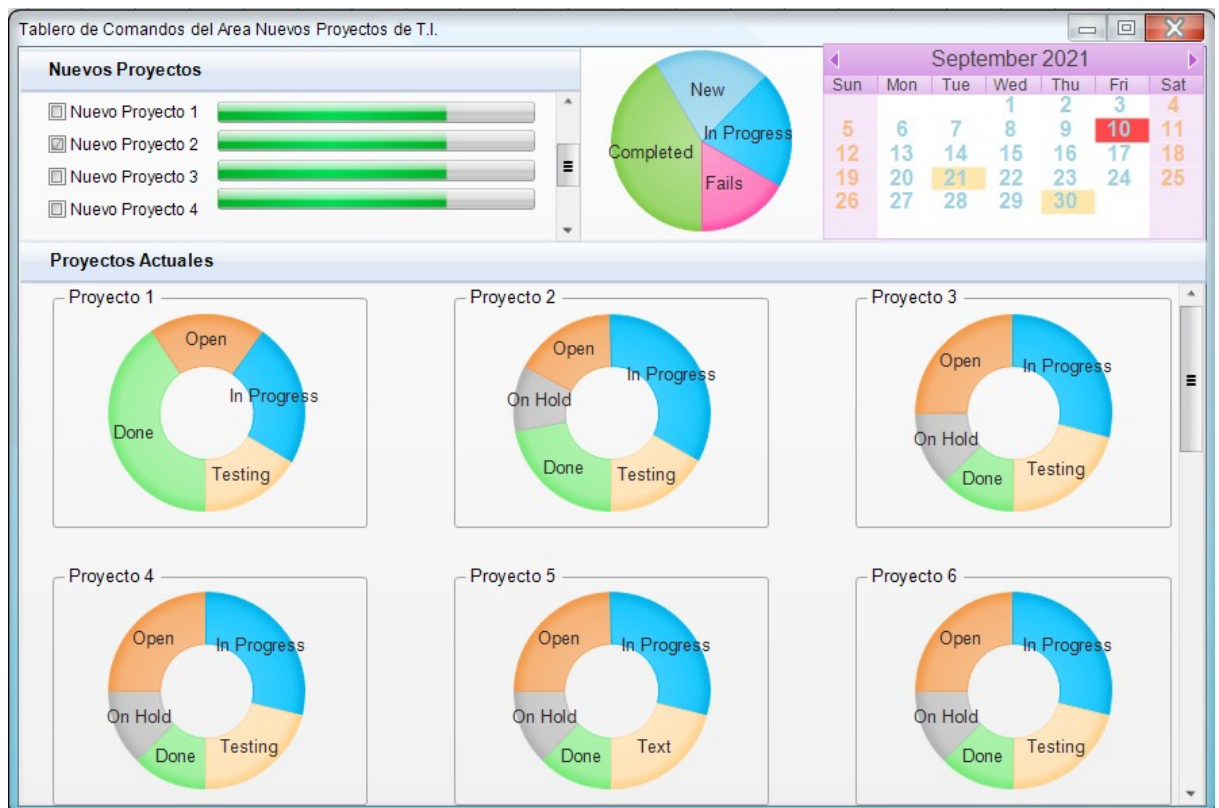 Tablero de Comandos del Area Nuevos Proyectos de T.I.
Nuevos Proyectos
Nuevo Proyecto 1
Nuevo Proyecto 2
Nuevo Proyecto 3
Nuevo Proyecto 4
New
In Progress
Completed
Fails
September 2021
Sun Mon Tue Wed Thu Fri Sat
1 2 3 4
5 6 7 8 9 10 11
12 13 14 15 16 17 18
19 20 21 22 23 24 25
26 27 28 29 30
Proyectos Actuales
Proyecto 1
Open
In Progress
Done
Testing
Proyecto 2
Open
In Progress
On Hold
Done
Testing
Proyecto 3
Open
In Progress
On Hold
Done
Testing
Proyecto 4
Open
In Progress
On Hold
Done
Testing
Proyecto 5
Open
In Progress
On Hold
Done
Text
Proyecto 6
Open
In Progress
On Hold
Done
Testing